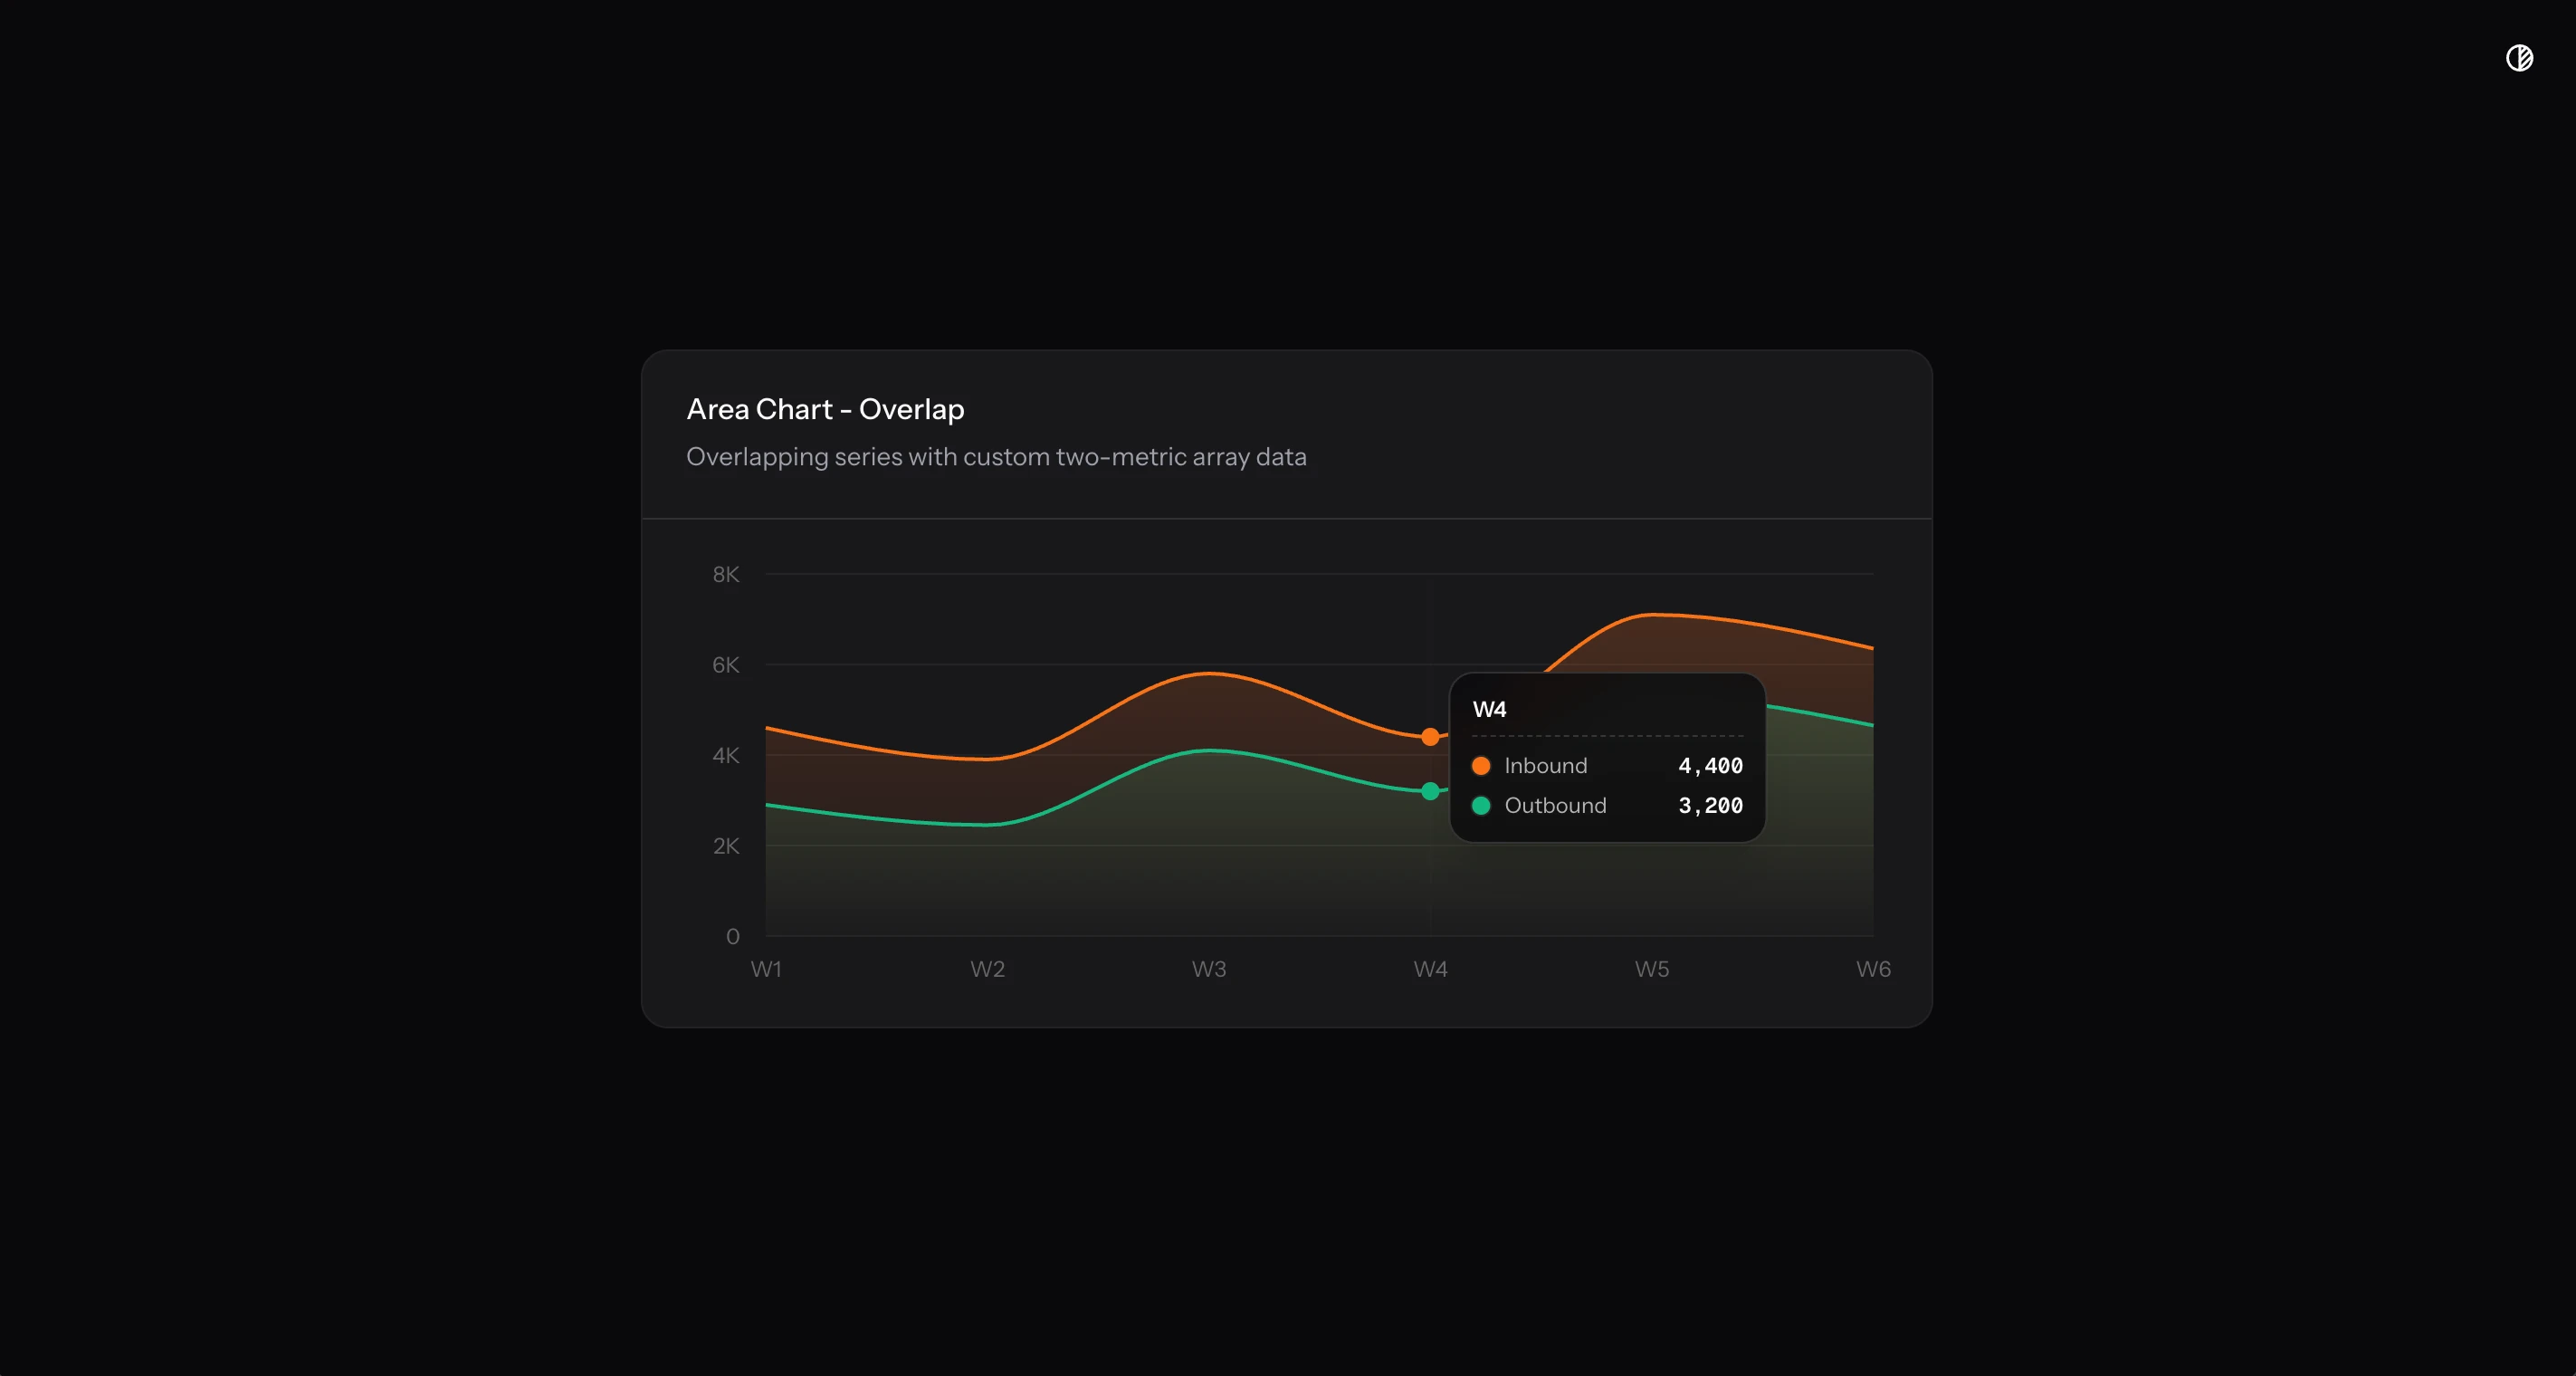 Area Chart - Overlap
Overlapping series with custom two-metric array data
8K
6K
4K
2K
0
W4
Inbound 4,400
Outbound 3,200
W1 W2 W3 W4 W5 W6